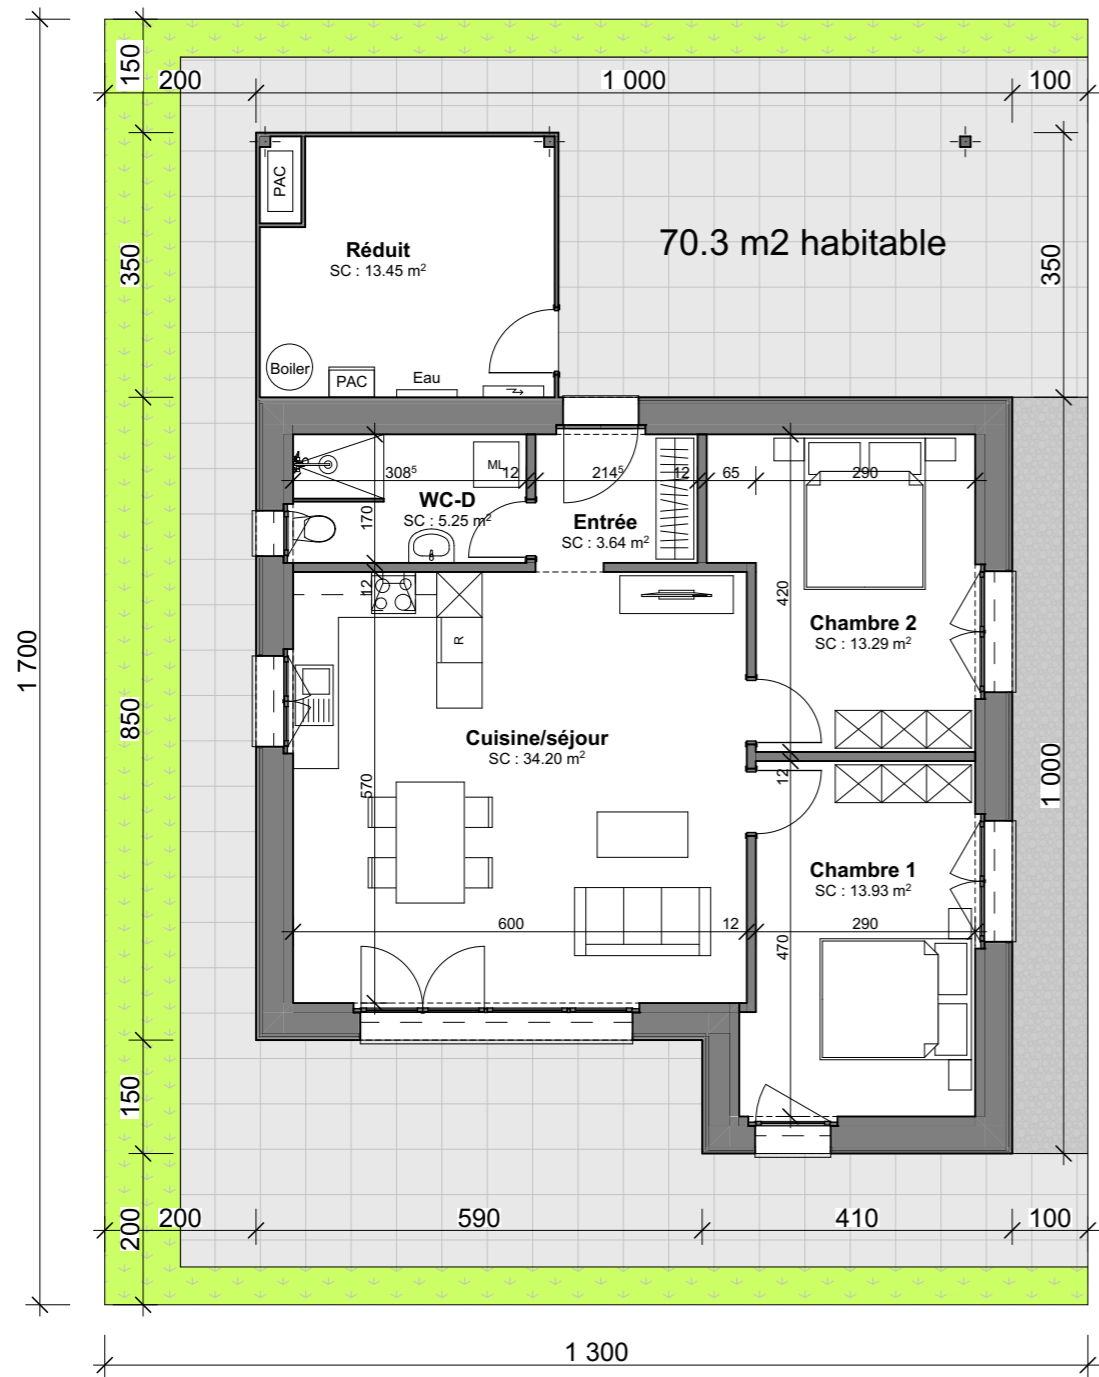 150
200
1 000
100
PAC
Réduit
SC : 13.45 m²
70.3 m2 habitable
350
350
Boiler
PAC
Eau
308⁵
ML
12
214⁵
12
65
290
WC-D
SC : 5.25 m²
170
Entrée
SC : 3.64 m²
12
420
R
Chambre 2
SC : 13.29 m²
1 700
850
Cuisine/séjour
SC : 34.20 m²
570
12
1 000
Chambre 1
SC : 13.93 m²
600
12
290
470
150
200
200
590
410
100
1 300